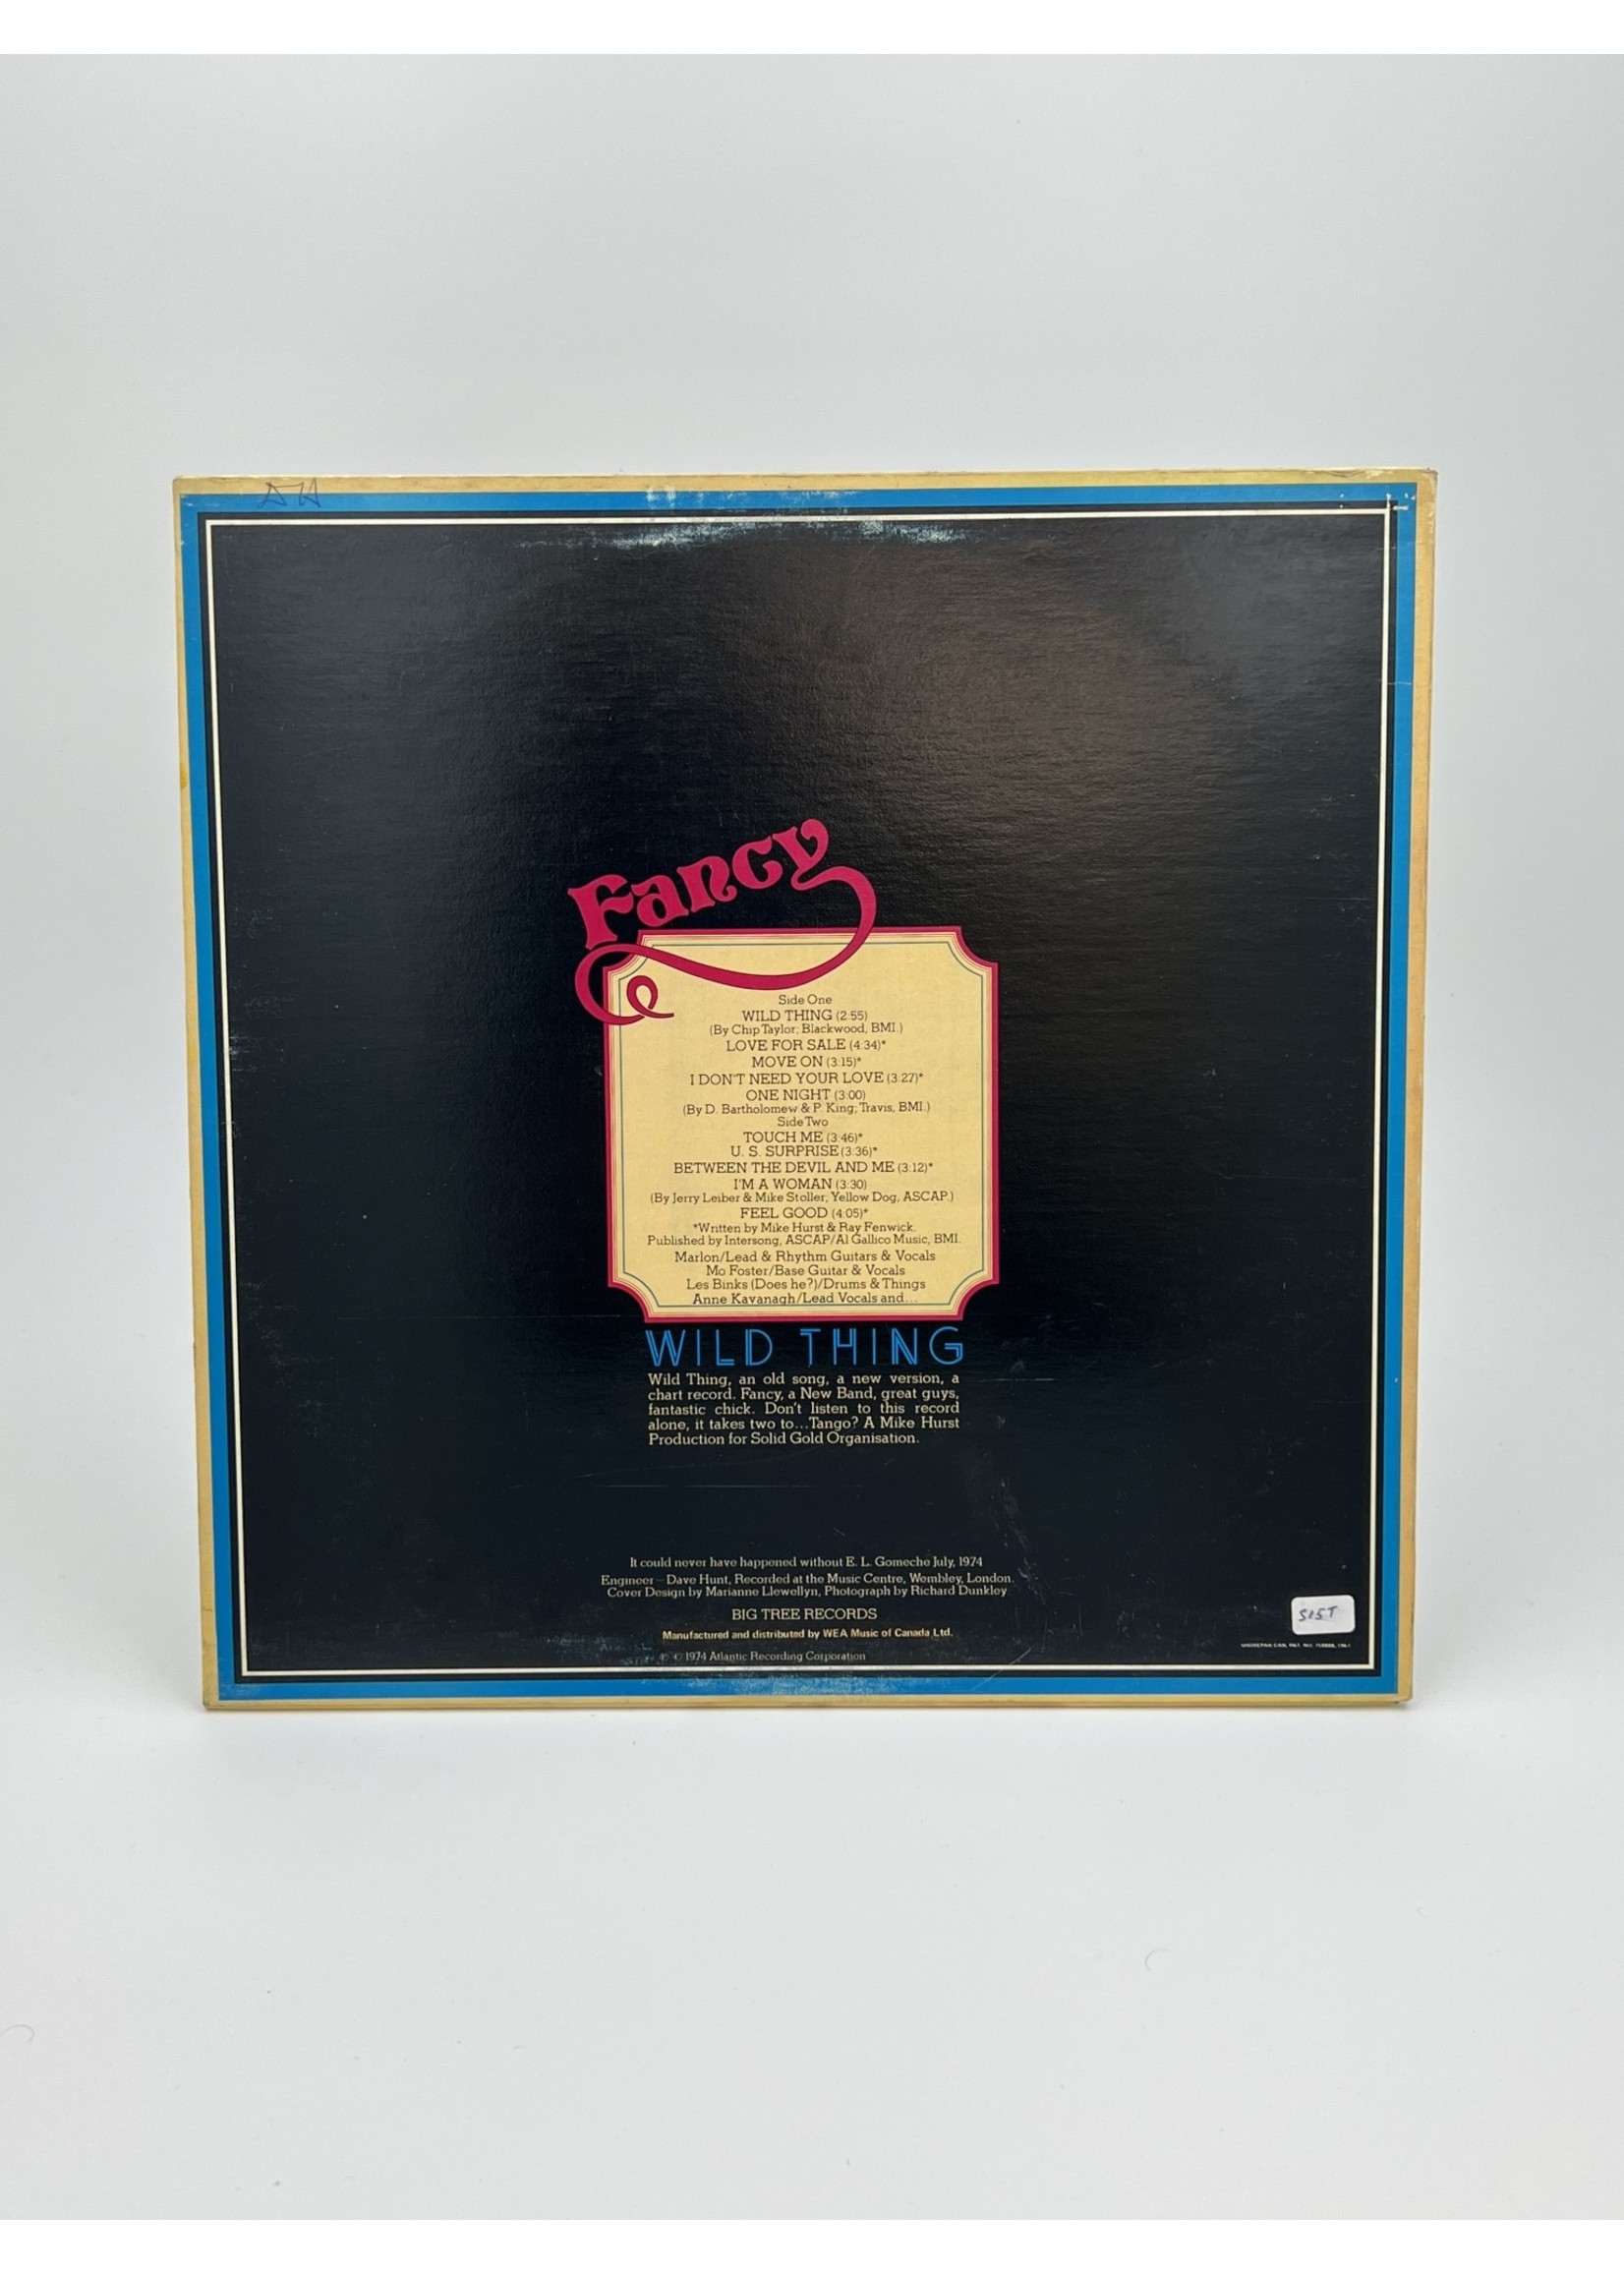 Fancy
Side One
WILD THING (2:55)
(By Chip Taylor; Blackwood, BMI.)
LOVE FOR SALE (4:34)*
MOVE ON (3:15)*
I DON'T NEED YOUR LOVE (3:27)*
ONE NIGHT (3:00)
(By D. Bartholomew & P. King; Travis, BMI.)
Side Two
TOUCH ME (3:46)*
U. S. SURPRISE (3:36)*
BETWEEN THE DEVIL AND ME (3:12)*
I'M A WOMAN (3:30)
(By Jerry Leiber & Mike Stoller; Yellow Dog, ASCAP.)
FEEL GOOD (4:05)*
*Written by Mike Hurst & Ray Fenwick.
Published by Intersong, ASCAP/Al Gallico Music, BMI.
Marlon/Lead & Rhythm Guitars & Vocals
Mo Foster/Base Guitar & Vocals
Les Binks (Does he?)/Drums & Things
Anne Kavanagh/Lead Vocals and...
WILD THING
Wild Thing, an old song, a new version, a
chart record. Fancy, a New Band, great guys,
fantastic chick. Don't listen to this record
alone, it takes two to...Tango? A Mike Hurst
Production for Solid Gold Organisation.
It could never have happened without E. L. Gomeche July, 1974
Engineer—Dave Hunt, Recorded at the Music Centre, Wembley, London.
Cover Design by Marianne Llewellyn, Photograph by Richard Dunkley
BIG TREE RECORDS
Manufactured and distributed by WEA Music of Canada Ltd.
℗ © 1974 Atlantic Recording Corporation